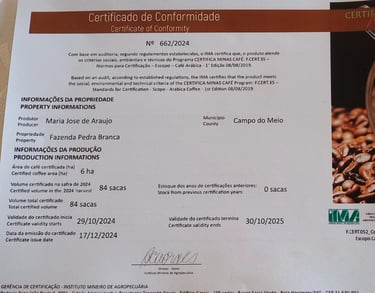 Certificado de Conformidade
Certificate of Conformity
Nº 662/2024
Com base em auditoria, segundo regulamentos estabelecidos, o IMA certifica que, o produto atende
os critérios sociais, ambientais e técnicos do Programa CERTIFICA MINAS CAFÉ. F.CERT.35 –
Normas para Certificação – Escopo – Café Arábica - 1ª Edição 08/08/2019.
Based on an audit, according to established regulations, the IMA certifies that the product meets
the social, environmental and technical criteria of the CERTIFICA MINAS CAFÉ Program: F.CERT.35 -
Standards for Certification - Scope - Arabica Coffee - 1st Edition 08/08/2019.
INFORMAÇÕES DA PROPRIEDADE
PROPERTY INFORMATIONS
Produtor
Producer
Maria Jose de Araujo
Município
County
Campo do Meio
Propriedade
Property
Fazenda Pedra Branca
INFORMAÇÕES DA PRODUÇÃO
PRODUCTION INFORMATIONS
Área do café certificada (ha)
Certified coffee area (ha)
6 ha
Volume certificado na safra de 2024
Certified volume in the 2024 harvest
84 sacas
Estoque anos de certificações anteriores:
Stock from previous certification years:
0 sacas
Volume total certificado
Total certified volume
84 sacas
Validade do certificado inicia
Certificate validity starts
29/10/2024
Validade do certificado termina
Certificate validity ends
30/10/2025
Data da emissão do certificado
Certificate issue date
17/12/2024
IMA
F.CERT.052
Escopo
Instituto Mineiro de Agropecuária
GERÊNCIA DE CERTIFICAÇÃO - INSTITUTO MINEIRO DE AGROPECUÁRIA